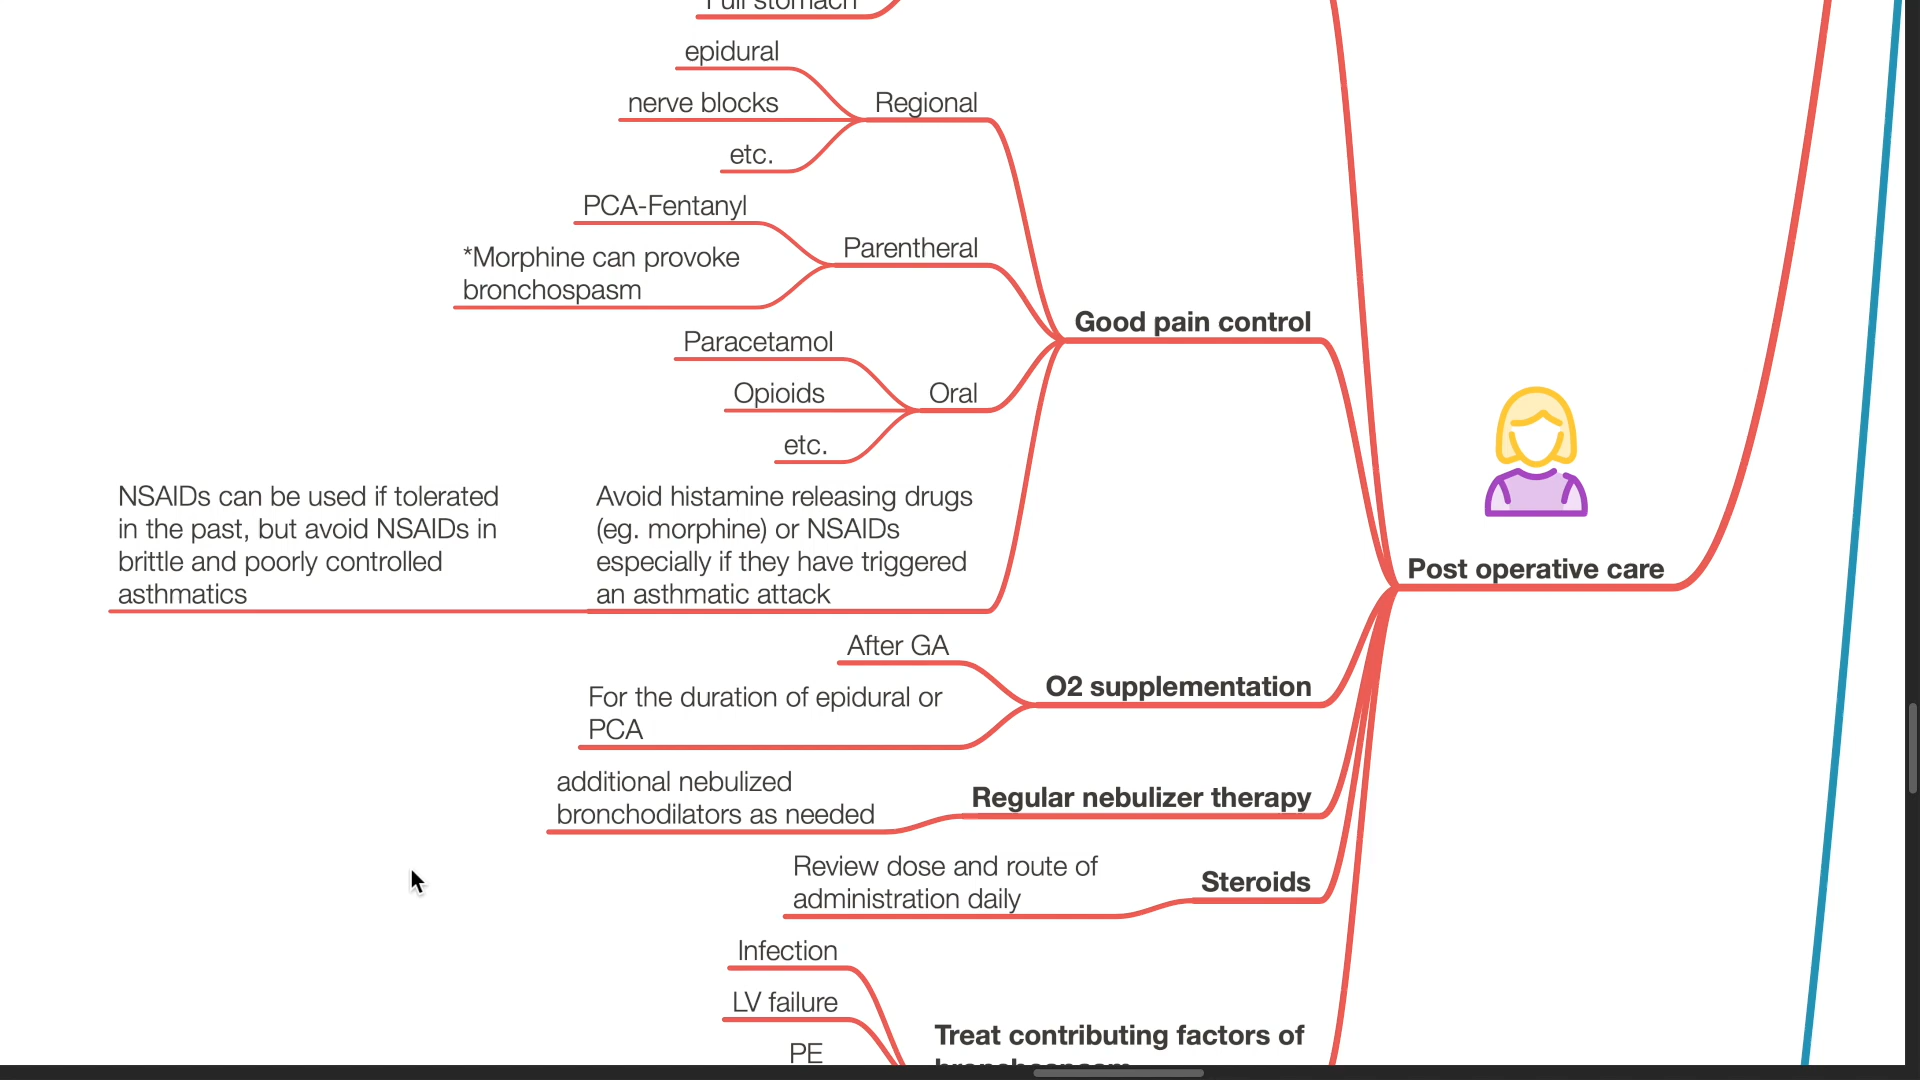 Full stomach
epidural
nerve blocks
Regional
etc.
PCA-Fentanyl
Parentheral
*Morphine can provoke
bronchospasm
Good pain control
Paracetamol
Opioids
Oral
etc.
NSAIDs can be used if tolerated
in the past, but avoid NSAIDs in
brittle and poorly controlled
asthmatics
Avoid histamine releasing drugs
(eg. morphine) or NSAIDs
especially if they have triggered
an asthmatic attack
Post operative care
After GA
O2 supplementation
For the duration of epidural or
PCA
additional nebulized
bronchodilators as needed
Regular nebulizer therapy
Review dose and route of
administration daily
Steroids
Infection
LV failure
PE
Treat contributing factors of
bronchospasm